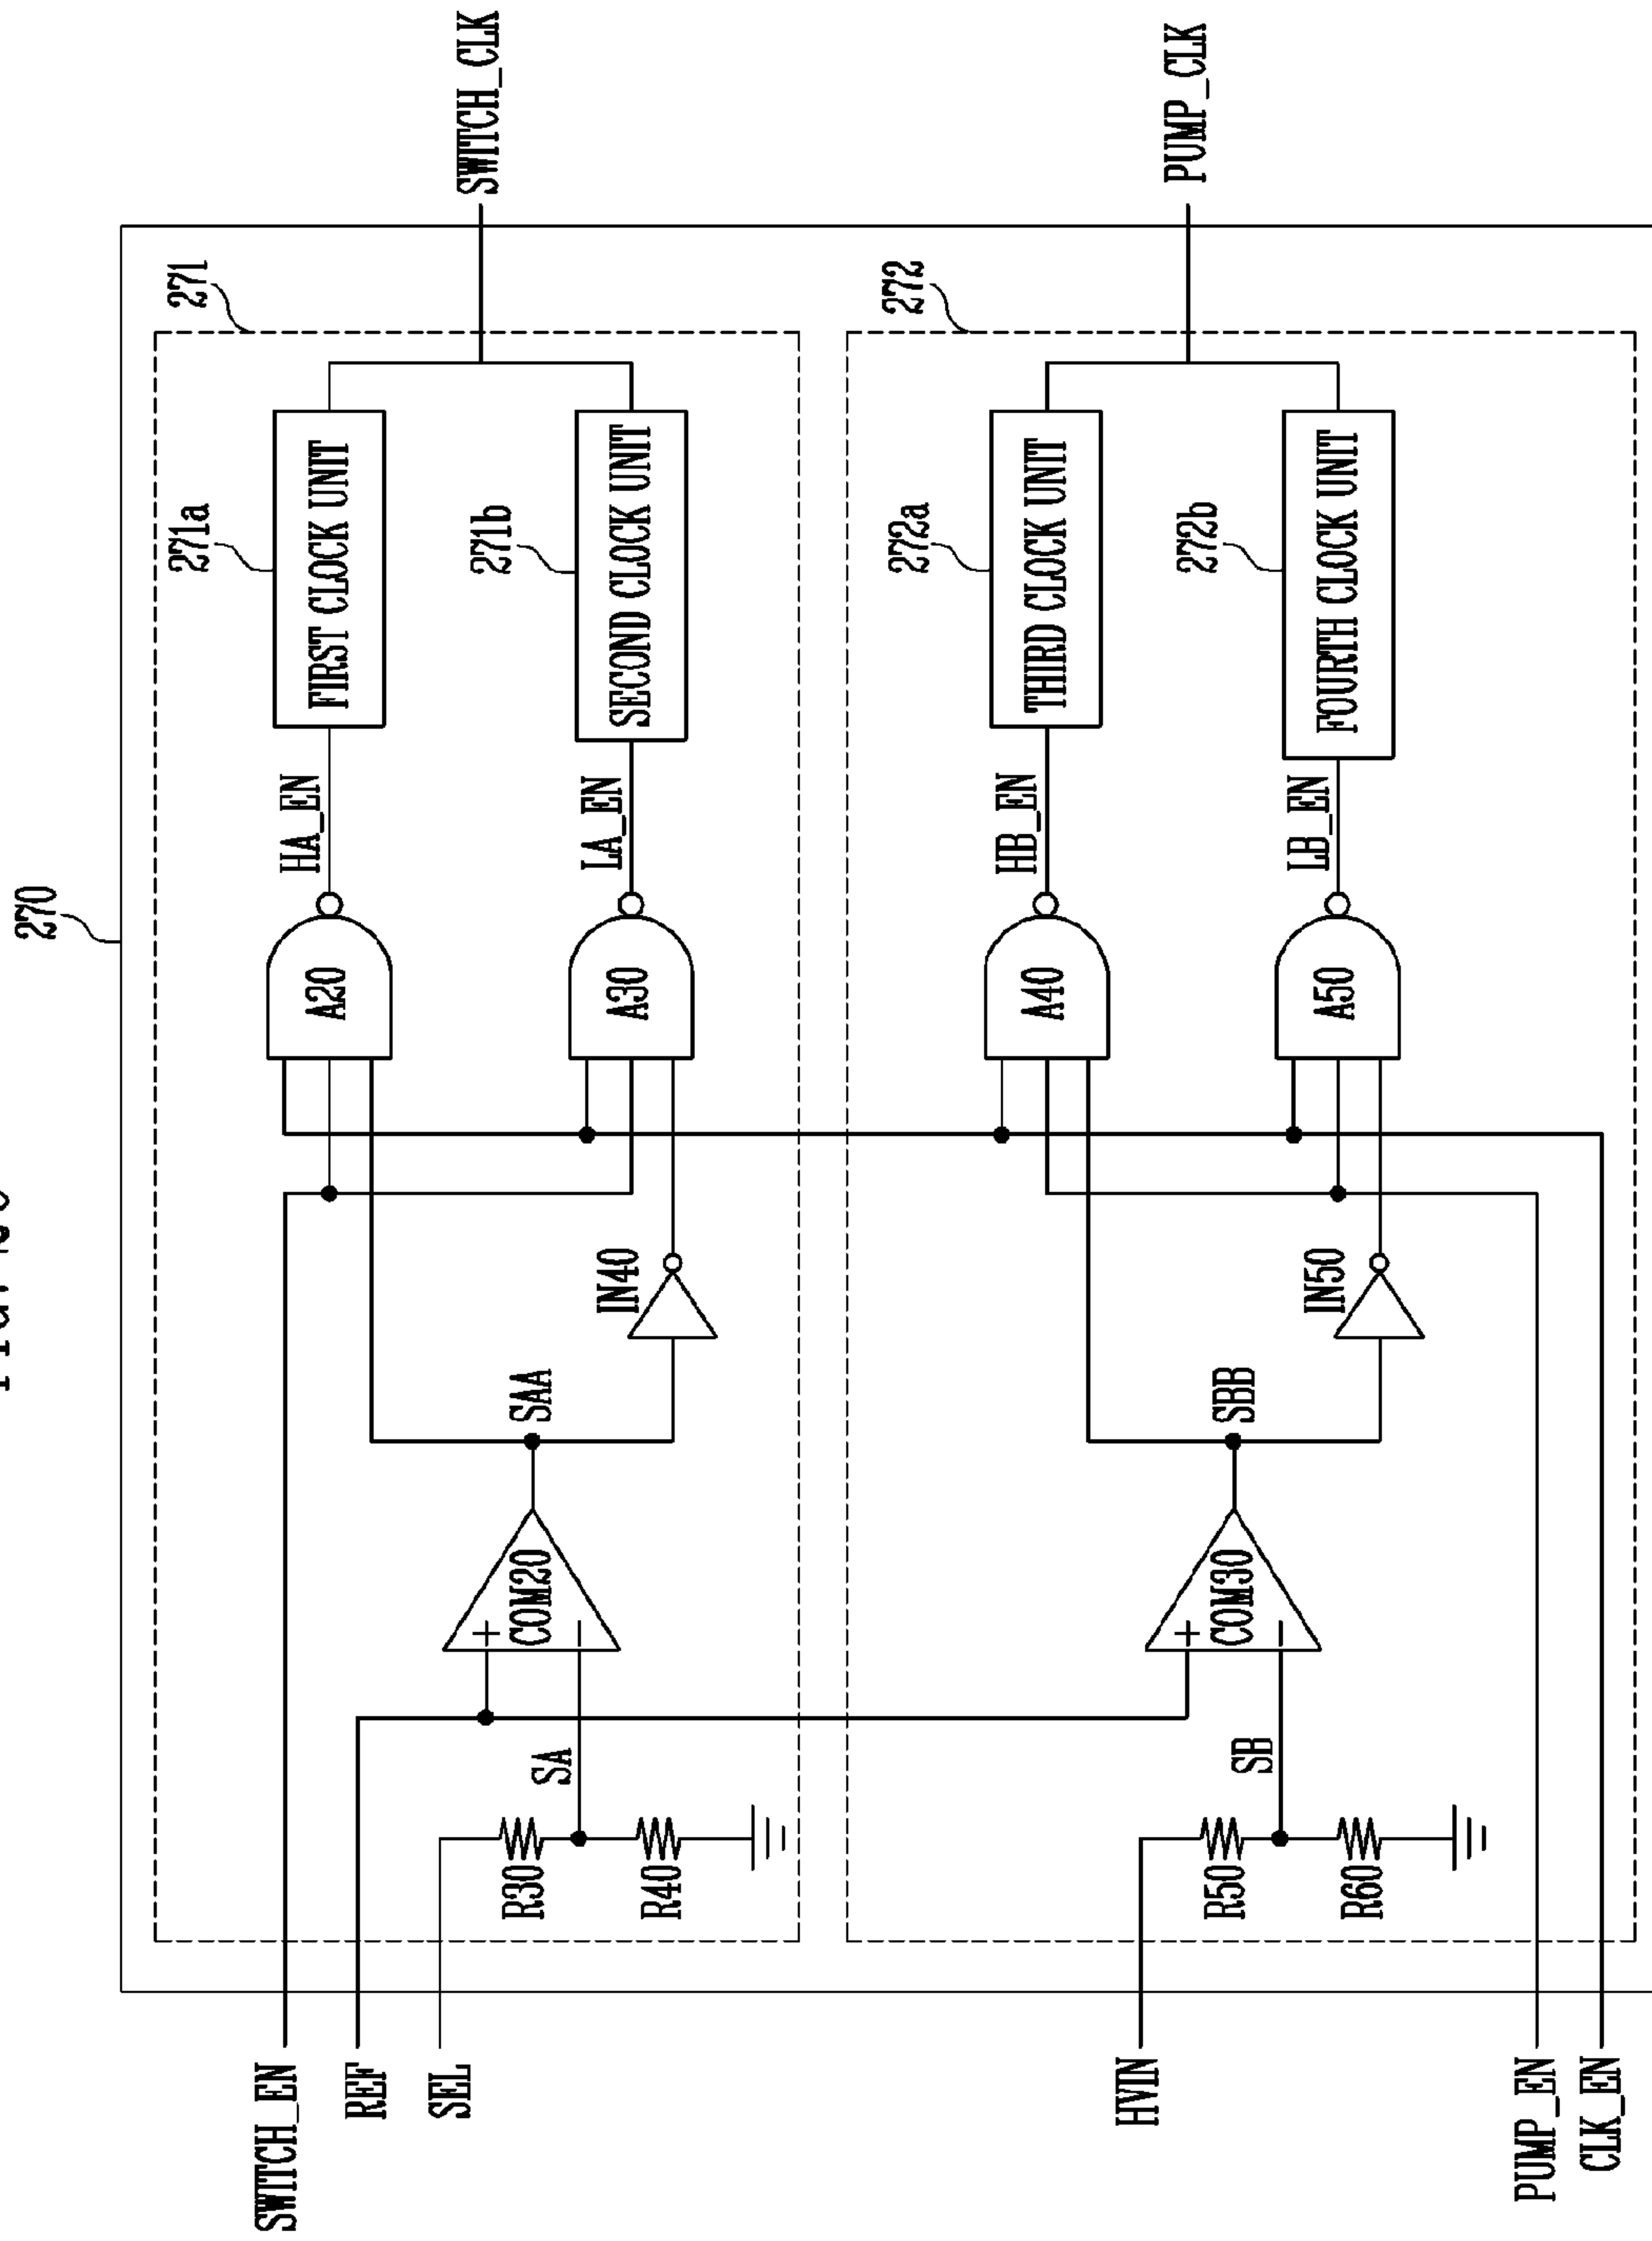 270
271
271a
FIRST CLOCK UNIT
HA_EN
A20
271b
SECOND CLOCK UNIT
LA_EN
A30
IN40
SAA
COM20
+
−
SA
R30
R40
SWITCH_CLK
SWITCH_EN
REF
SEL
272
272a
THIRD CLOCK UNIT
HB_EN
A40
272b
FOURTH CLOCK UNIT
LB_EN
A50
IN50
SBB
COM30
+
−
SB
R50
R60
PUMP_CLK
HVIN
PUMP_EN
CLK_EN